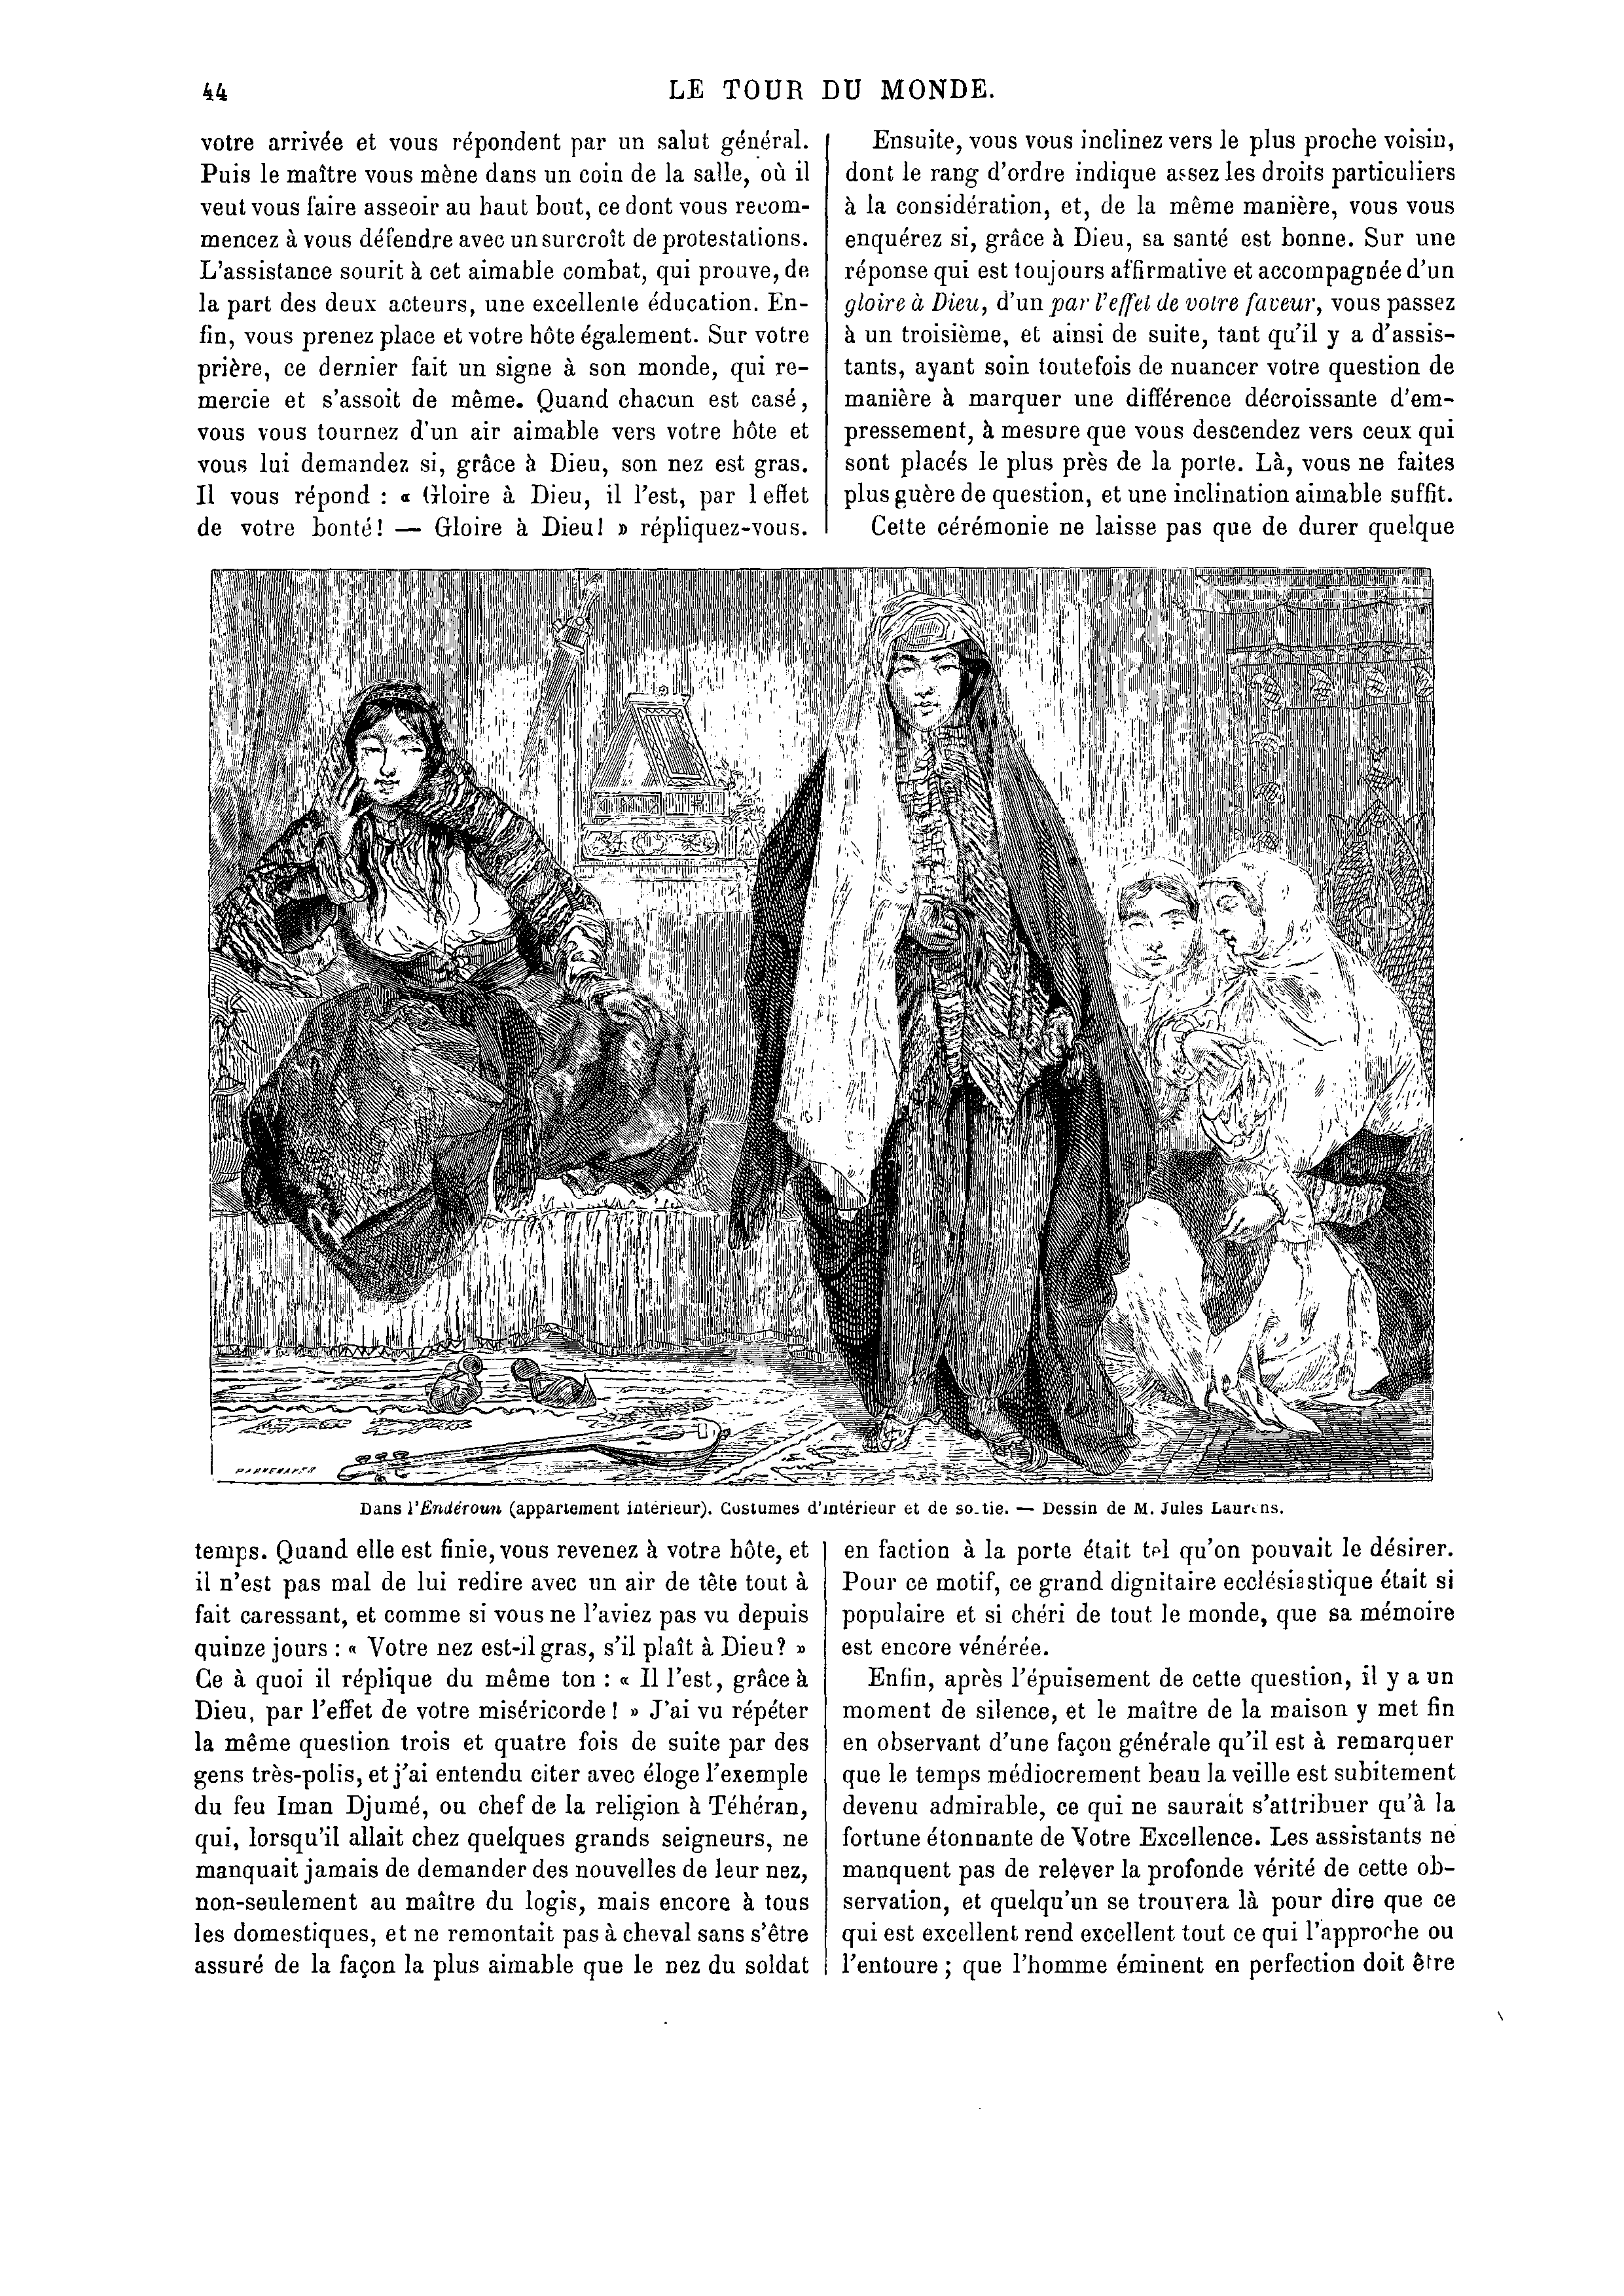 44
LE TOUR DU MONDE.
votre arrivée et vous répondent par un salut général.
Puis le maître vous mène dans un coin de la salle, où il
veut vous faire asseoir au haut bout, ce dont vous recom-
mencez à vous défendre avec un surcroît de protestations.
L'assistance sourit à cet aimable combat, qui prouve, de
la part des deux acteurs, une excellente éducation. En-
fin, vous prenez place et votre hôte également. Sur votre
prière, ce dernier fait un signe à son monde, qui re-
mercie et s'assoit de même. Quand chacun est casé,
vous vous tournez d'un air aimable vers votre hôte et
vous lui demandez si, grâce à Dieu, son nez est gras.
Il vous répond : « Gloire à Dieu, il l'est, par l effet
de votre bonté! — Gloire à Dieu! » répliquez-vous.
Ensuite, vous vous inclinez vers le plus proche voisin,
dont le rang d'ordre indique assez les droits particuliers
à la considération, et, de la même manière, vous vous
enquérez si, grâce à Dieu, sa santé est bonne. Sur une
réponse qui est toujours affirmative et accompagnée d'un
gloire à Dieu, d'un par l'effet de votre faveur, vous passez
à un troisième, et ainsi de suite, tant qu'il y a d'assis-
tants, ayant soin toutefois de nuancer votre question de
manière à marquer une différence décroissante d'em-
pressement, à mesure que vous descendez vers ceux qui
sont placés le plus près de la porte. Là, vous ne faites
plus guère de question, et une inclination aimable suffit.
Cette cérémonie ne laisse pas que de durer quelque
PANNEMAKER
Dans l'Endéroun (appartement intérieur). Costumes d'intérieur et de sortie. — Dessin de M. Jules Laurens.
temps. Quand elle est finie, vous revenez à votre hôte, et
il n'est pas mal de lui redire avec un air de tête tout à
fait caressant, et comme si vous ne l'aviez pas vu depuis
quinze jours : « Votre nez est-il gras, s'il plaît à Dieu? »
Ce à quoi il réplique du même ton : « Il l'est, grâce à
Dieu, par l'effet de votre miséricorde! » J'ai vu répéter
la même question trois et quatre fois de suite par des
gens très-polis, et j'ai entendu citer avec éloge l'exemple
du feu Iman Djumé, ou chef de la religion à Téhéran,
qui, lorsqu'il allait chez quelques grands seigneurs, ne
manquait jamais de demander des nouvelles de leur nez,
non-seulement au maître du logis, mais encore à tous
les domestiques, et ne remontait pas à cheval sans s'être
assuré de la façon la plus aimable que le nez du soldat
en faction à la porte était tel qu'on pouvait le désirer.
Pour ce motif, ce grand dignitaire ecclésiastique était si
populaire et si chéri de tout le monde, que sa mémoire
est encore vénérée.
Enfin, après l'épuisement de cette question, il y a un
moment de silence, et le maître de la maison y met fin
en observant d'une façon générale qu'il est à remarquer
que le temps médiocrement beau la veille est subitement
devenu admirable, ce qui ne saurait s'attribuer qu'à la
fortune étonnante de Votre Excellence. Les assistants ne
manquent pas de relever la profonde vérité de cette ob-
servation, et quelqu'un se trouvera là pour dire que ce
qui est excellent rend excellent tout ce qui l'approche ou
l'entoure ; que l'homme éminent en perfection doit être